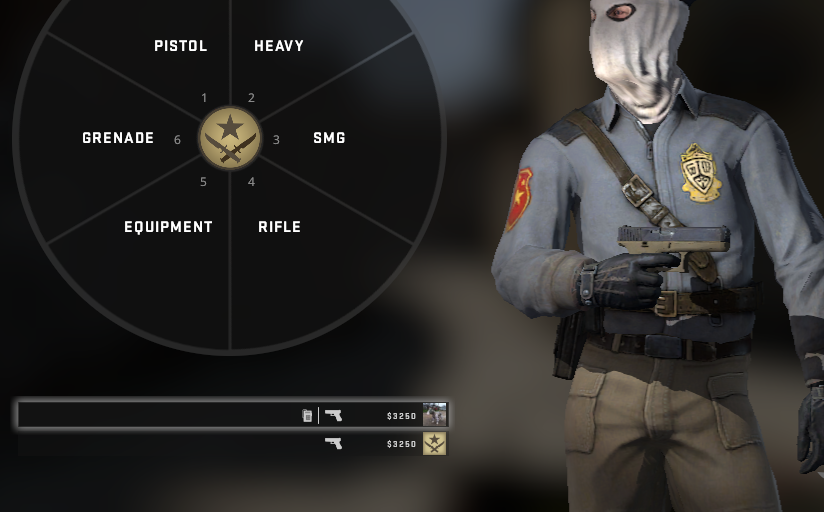 PISTOL HEAVY
1 2
GRENADE 6 3 SMG
5 4
EQUIPMENT RIFLE
$3250
$3250